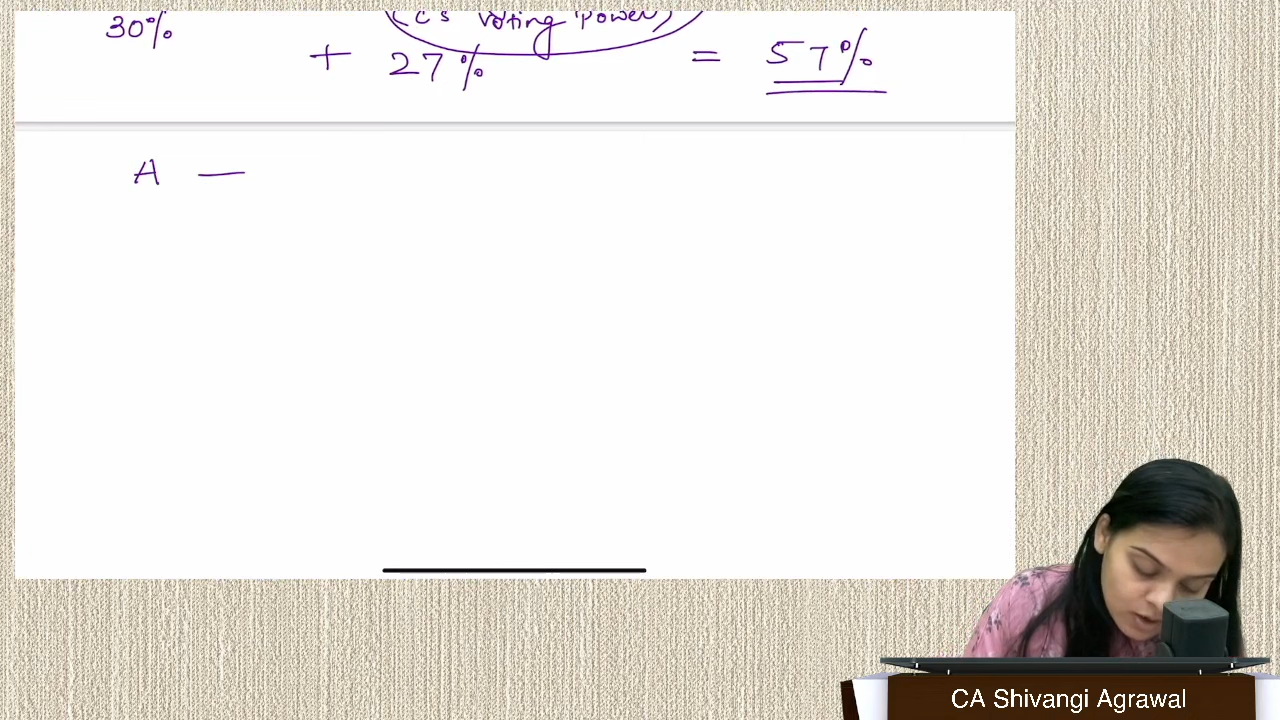 (C's voting power)
30%
+ 27% = 57%
A —
CA Shivangi Agrawal